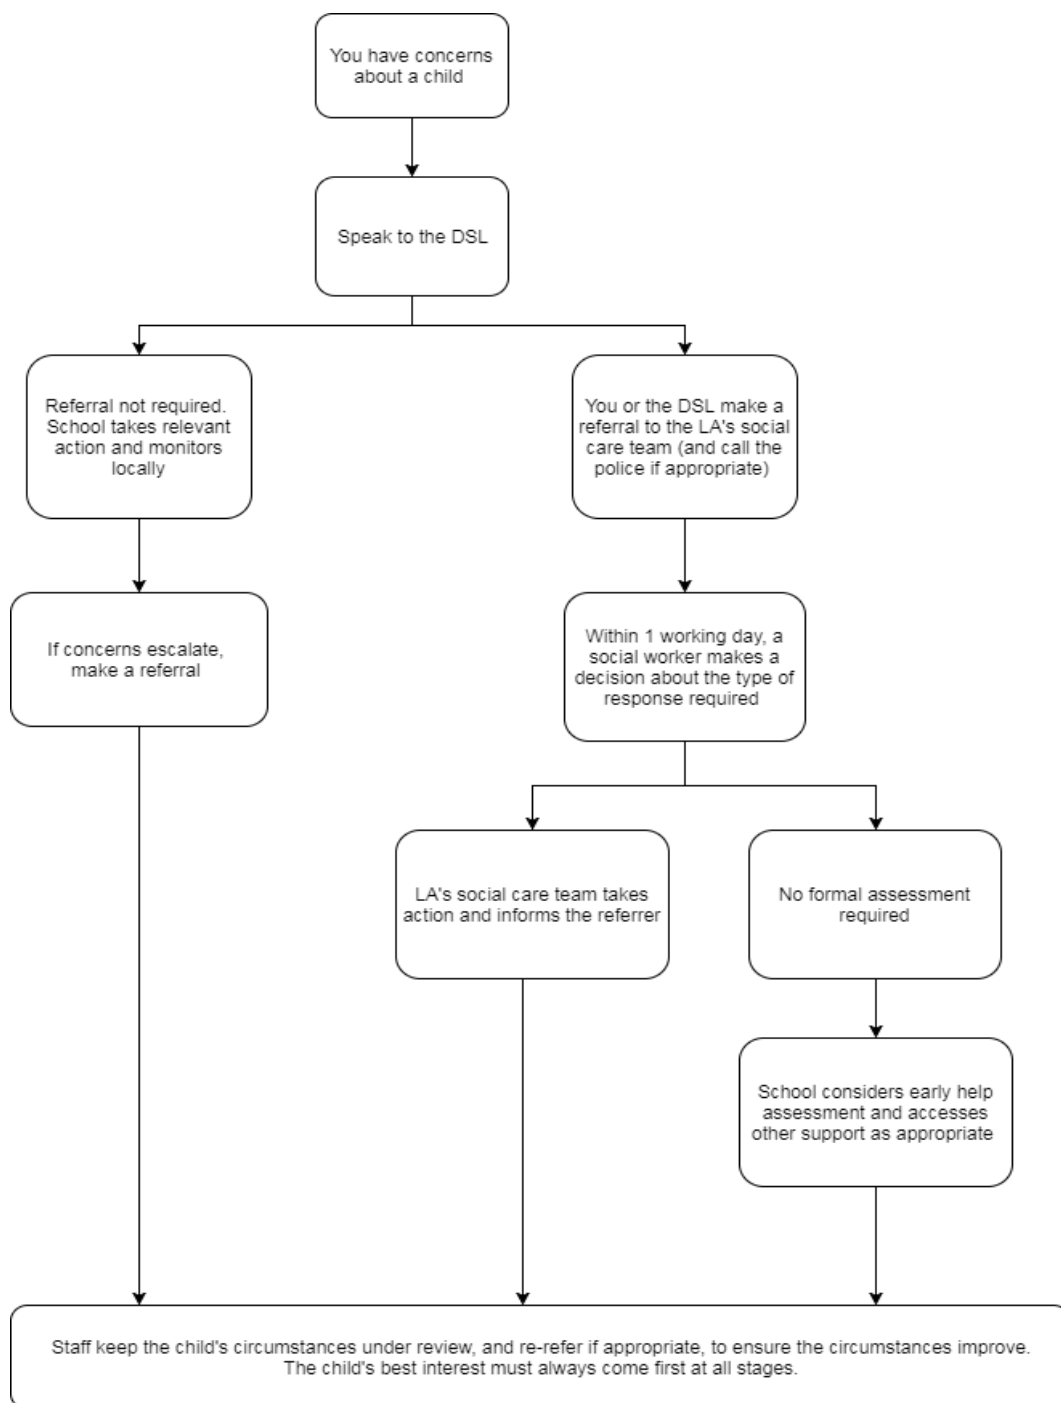 You have concerns
about a child
Speak to the DSL
Referral not required.
School takes relevant
action and monitors
locally
You or the DSL make a
referral to the LA's social
care team (and call the
police if appropriate)
If concerns escalate,
make a referral
Within 1 working day, a
social worker makes a
decision about the type of
response required
LA's social care team takes
action and informs the referrer
No formal assessment
required
School considers early help
assessment and accesses
other support as appropriate
Staff keep the child's circumstances under review, and re-refer if appropriate, to ensure the circumstances improve.
The child's best interest must always come first at all stages.